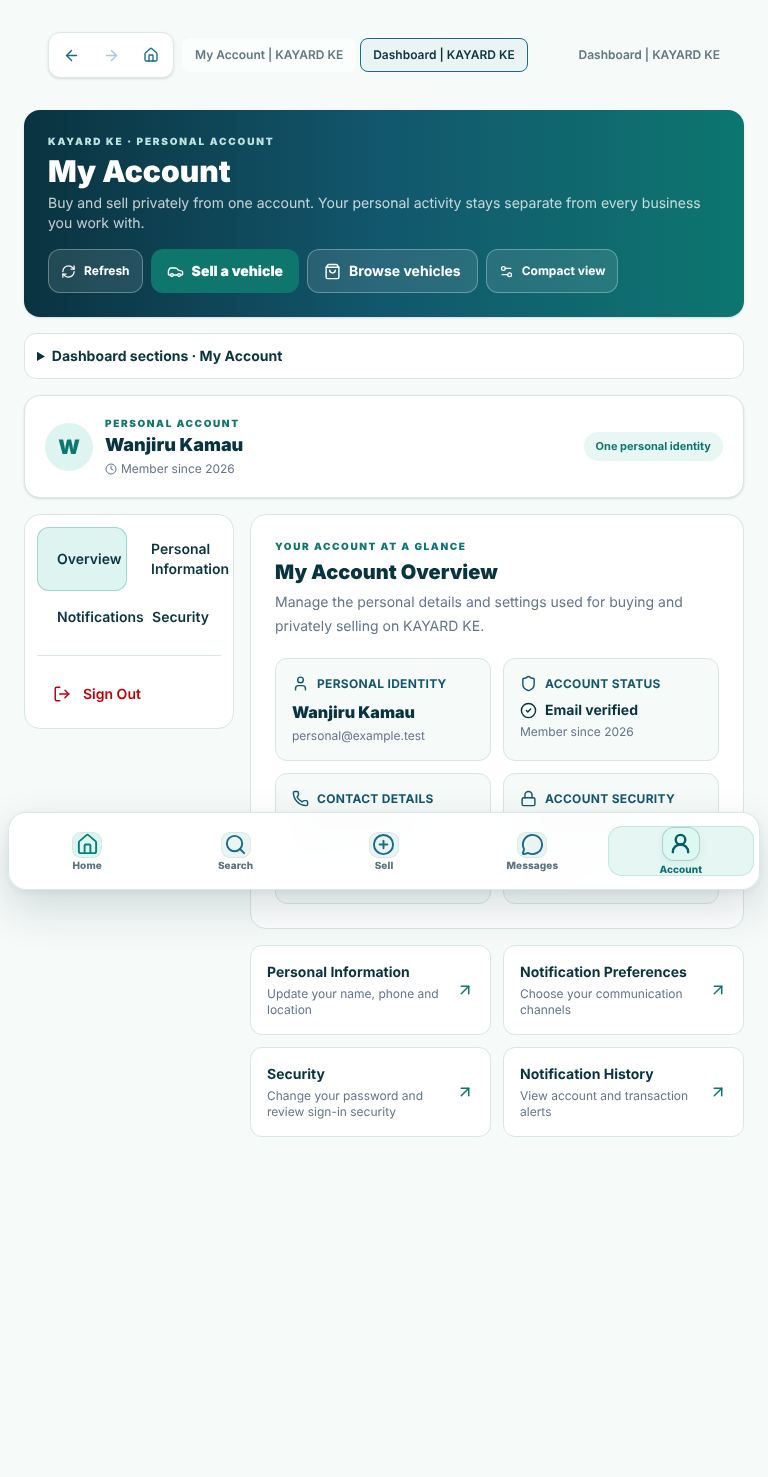 My Account | KAYARD KE
Dashboard | KAYARD KE
Dashboard | KAYARD KE
KAYARD KE · PERSONAL ACCOUNT
My Account
Buy and sell privately from one account. Your personal activity stays separate from every business
you work with.
Refresh
Sell a vehicle
Browse vehicles
Compact view
Dashboard sections · My Account
W
PERSONAL ACCOUNT
Wanjiru Kamau
Member since 2026
One personal identity
Overview
Personal
Information
Notifications
Security
Sign Out
YOUR ACCOUNT AT A GLANCE
My Account Overview
Manage the personal details and settings used for buying and
privately selling on KAYARD KE.
PERSONAL IDENTITY
Wanjiru Kamau
personal@example.test
ACCOUNT STATUS
Email verified
Member since 2026
CONTACT DETAILS
ACCOUNT SECURITY
Home
Search
Sell
Messages
Account
Personal Information
Update your name, phone and
location
Notification Preferences
Choose your communication
channels
Security
Change your password and
review sign-in security
Notification History
View account and transaction
alerts